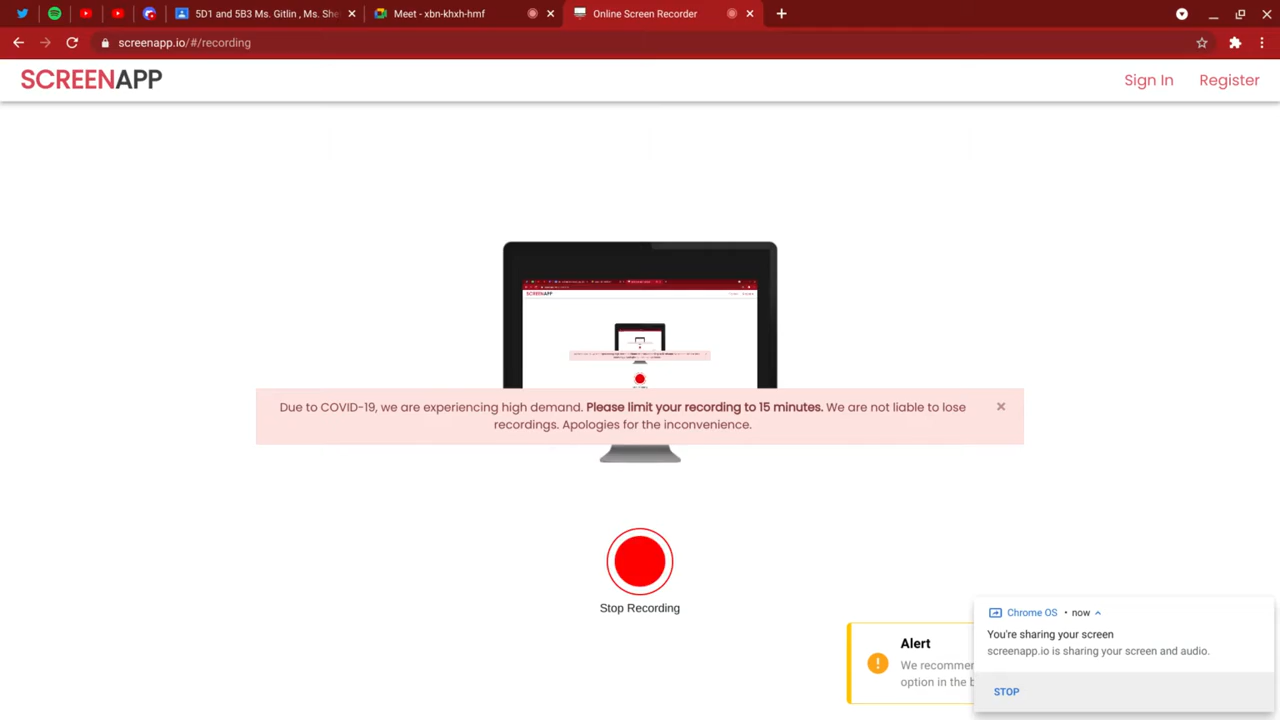 5D1 and 5B3 Ms. Gitlin , Ms. She
Meet - xbn-khxh-hmf
Online Screen Recorder
screenapp.io/#/recording
SCREENAPP
Sign In
Register
SCREENAPP
Due to COVID-19, we are experiencing high demand. Please limit your recording to 15 minutes. We are not liable to lose
recordings. Apologies for the inconvenience.
Stop Recording
Chrome OS • now
You're sharing your screen
screenapp.io is sharing your screen and audio.
STOP
Alert
We recommen
option in the b